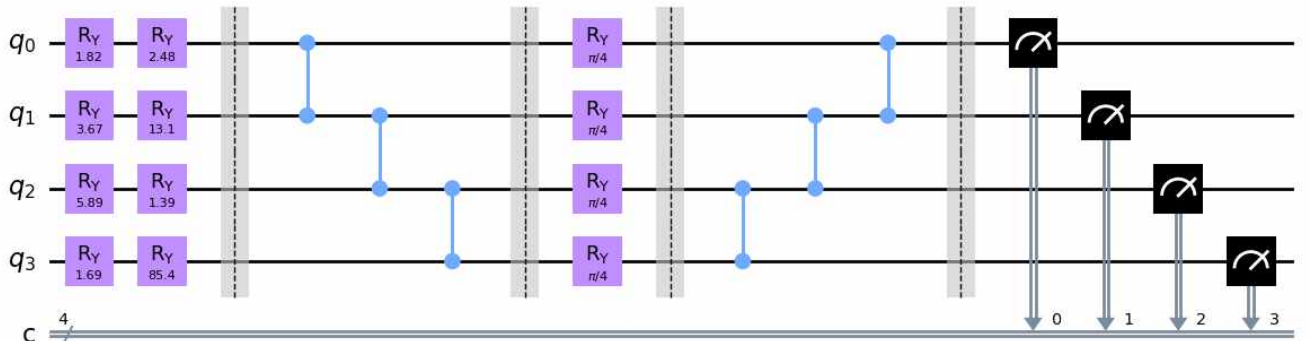 q0 RY 1.82 RY 2.48 RY π/4
q1 RY 3.67 RY 13.1 RY π/4
q2 RY 5.89 RY 1.39 RY π/4
q3 RY 1.69 RY 85.4 RY π/4
c 4 0 1 2 3